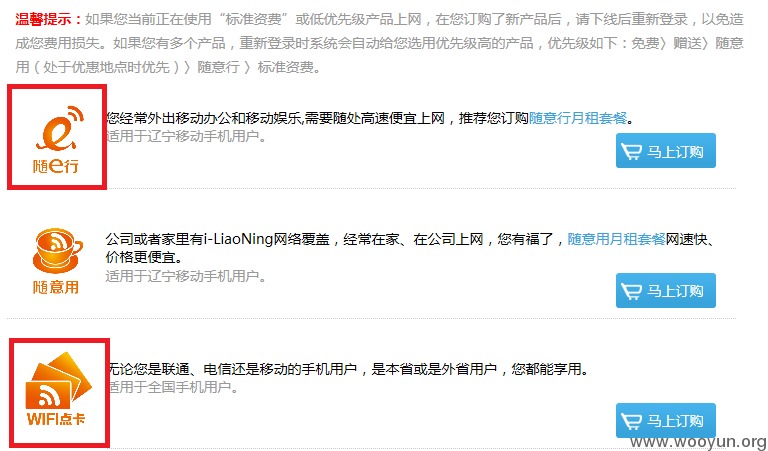 温馨提示：如果您当前正在使用“标准资费”或低优先级产品上网，在您订购了新产品后，请下线后重新登录，以免造
成您费用损失。如果您有多个产品，重新登录时系统会自动给您选用优先级高的产品，优先级如下：免费〉赠送〉随意
用（处于优惠地点时优先）〉随意行 〉标准资费。
您经常外出移动办公和移动娱乐,需要随处高速便宜上网，推荐您订购随意行月租套餐。
适用于辽宁移动手机用户。
随e行
马上订购
公司或者家里有i-LiaoNing网络覆盖，经常在家、在公司上网，您有福了，随意用月租套餐网速快、
价格更便宜。
适用于辽宁移动手机用户。
随意用
马上订购
无论您是联通、电信还是移动的手机用户，是本省或是外省用户，您都能享用。
适用于全国手机用户。
WIFI点卡
马上订购
www.wooyun.org